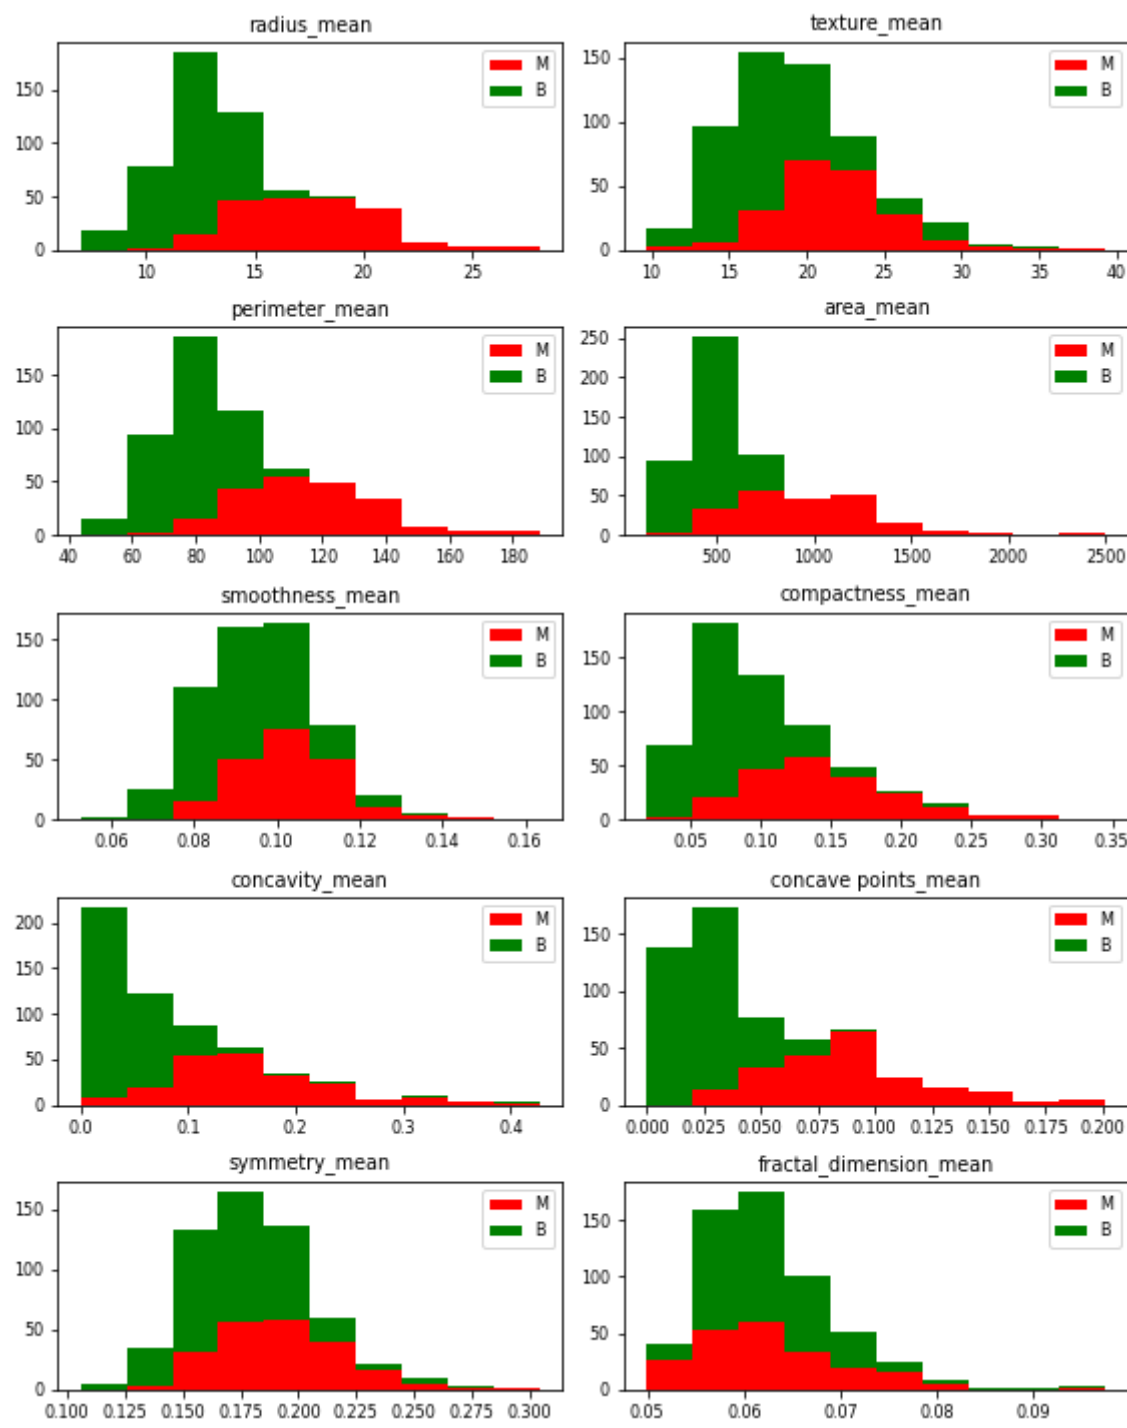 radius_mean
150
100
50
0
10 15 20 25
M
B
texture_mean
150
100
50
0
10 15 20 25 30 35 40
M
B
perimeter_mean
150
100
50
0
40 60 80 100 120 140 160 180
M
B
area_mean
250
200
150
100
50
0
500 1000 1500 2000 2500
M
B
smoothness_mean
150
100
50
0
0.06 0.08 0.10 0.12 0.14 0.16
M
B
compactness_mean
150
100
50
0
0.05 0.10 0.15 0.20 0.25 0.30 0.35
M
B
concavity_mean
200
150
100
50
0
0.0 0.1 0.2 0.3 0.4
M
B
concave points_mean
150
100
50
0
0.000 0.025 0.050 0.075 0.100 0.125 0.150 0.175 0.200
M
B
symmetry_mean
150
100
50
0
0.100 0.125 0.150 0.175 0.200 0.225 0.250 0.275 0.300
M
B
fractal_dimension_mean
150
100
50
0
0.05 0.06 0.07 0.08 0.09
M
B